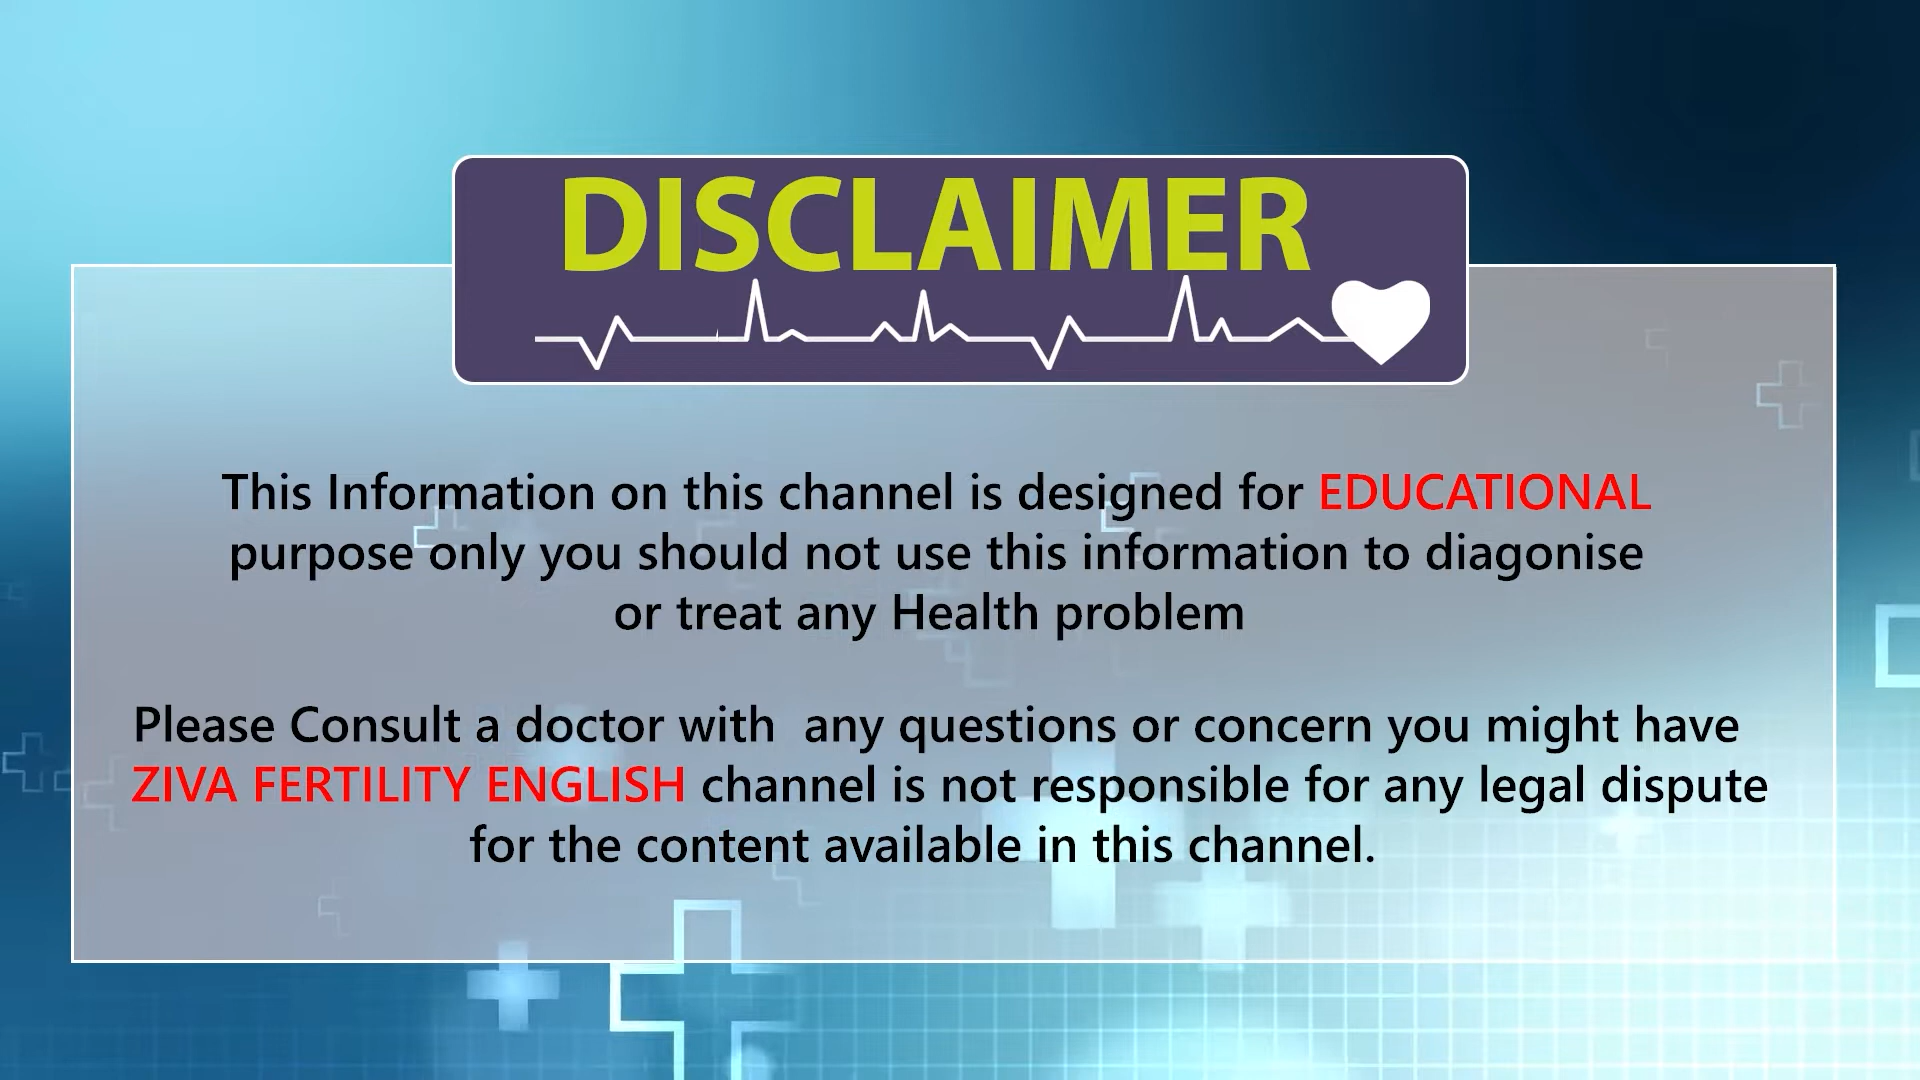 DISCLAIMER
This Information on this channel is designed for EDUCATIONAL
purpose only you should not use this information to diagonise
or treat any Health problem
Please Consult a doctor with  any questions or concern you might have
ZIVA FERTILITY ENGLISH channel is not responsible for any legal dispute
for the content available in this channel.